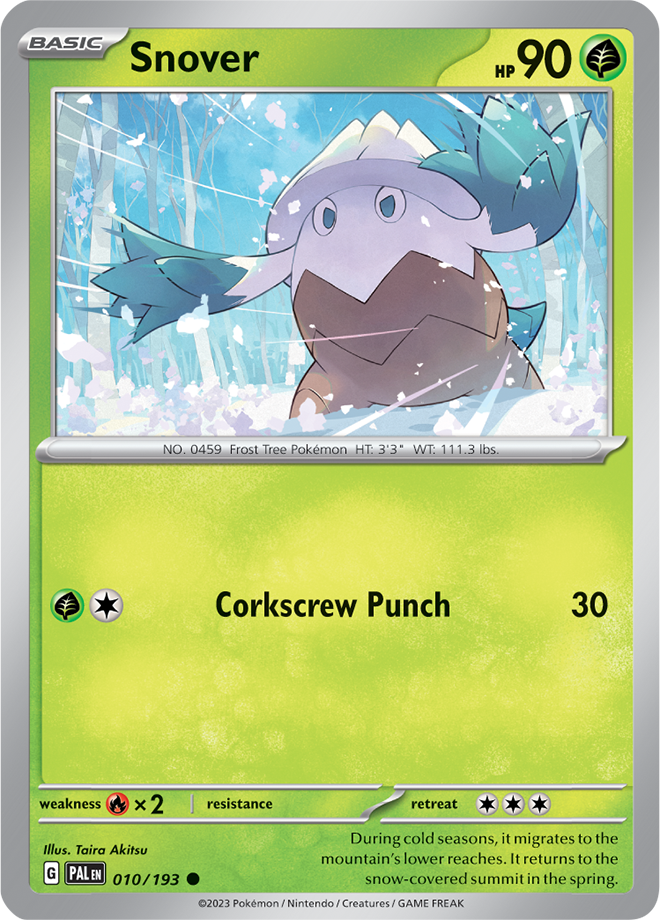 BASIC Snover HP 90
NO. 0459 Frost Tree Pokémon HT: 3'3" WT: 111.3 lbs.
Corkscrew Punch 30
weakness ×2 resistance retreat
Illus. Taira Akitsu
During cold seasons, it migrates to the
mountain's lower reaches. It returns to the
snow-covered summit in the spring.
G PAL EN 010/193
©2023 Pokémon / Nintendo / Creatures / GAME FREAK